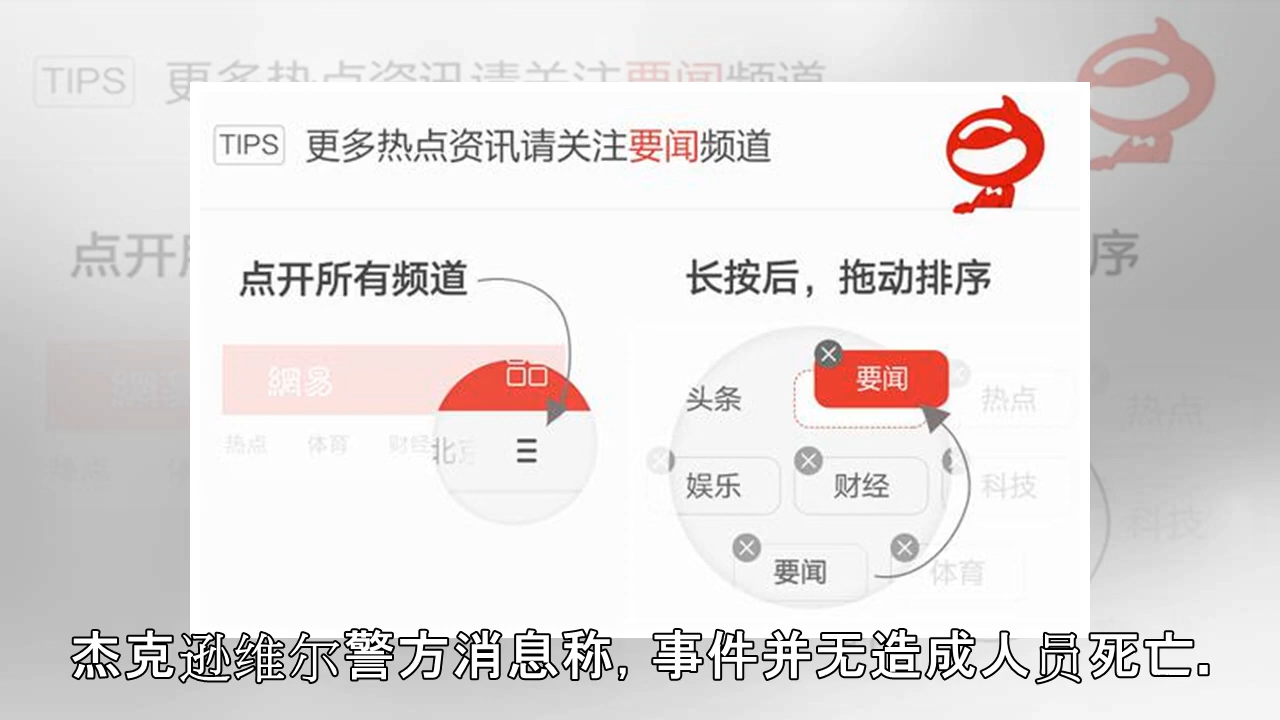 TIPS 更多热点资讯请关注要闻频道
点开所有频道
長按后，拖动排序
網易
热点 体育 财经
北京
头条 要闻 热点
娱乐 财经 科技
要闻 体育
杰克逊维尔警方消息称, 事件并无造成人员死亡.